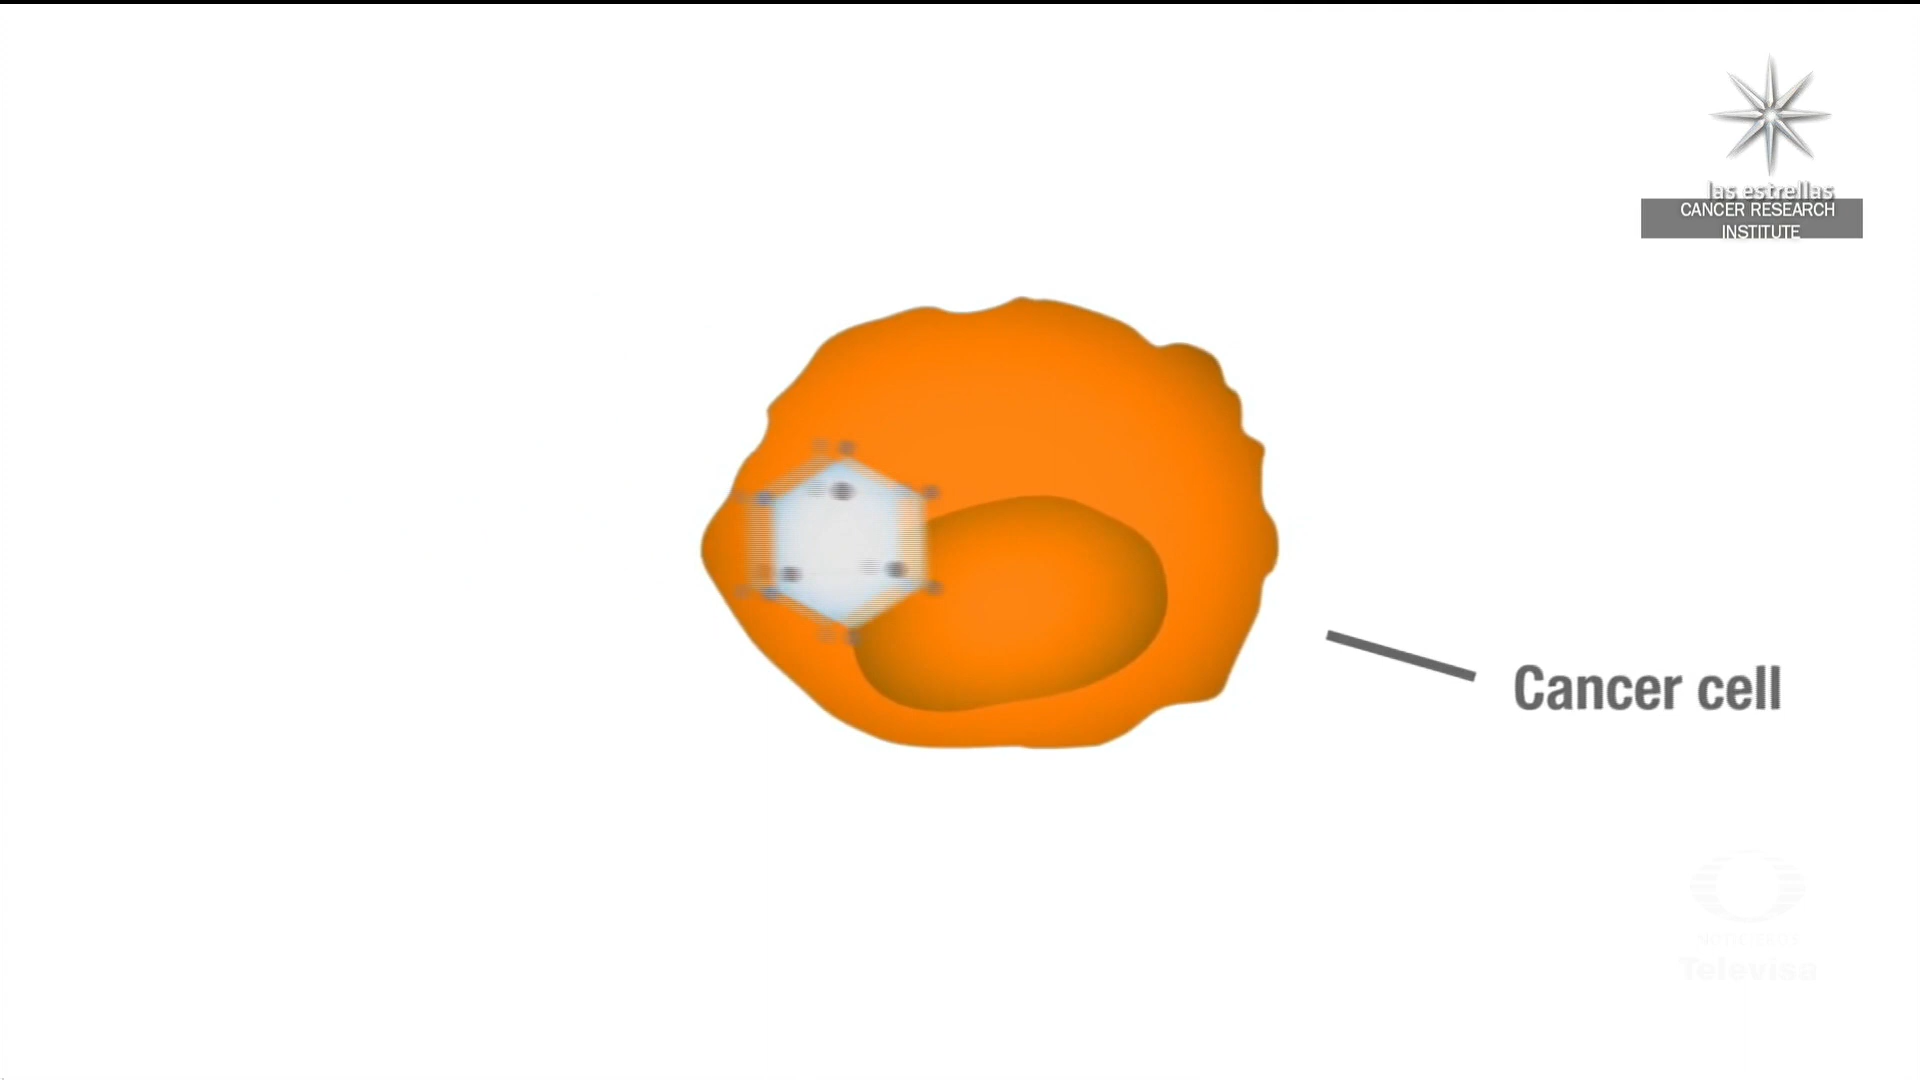 las estrellas
CANCER RESEARCH
INSTITUTE
Cancer cell
Televisa